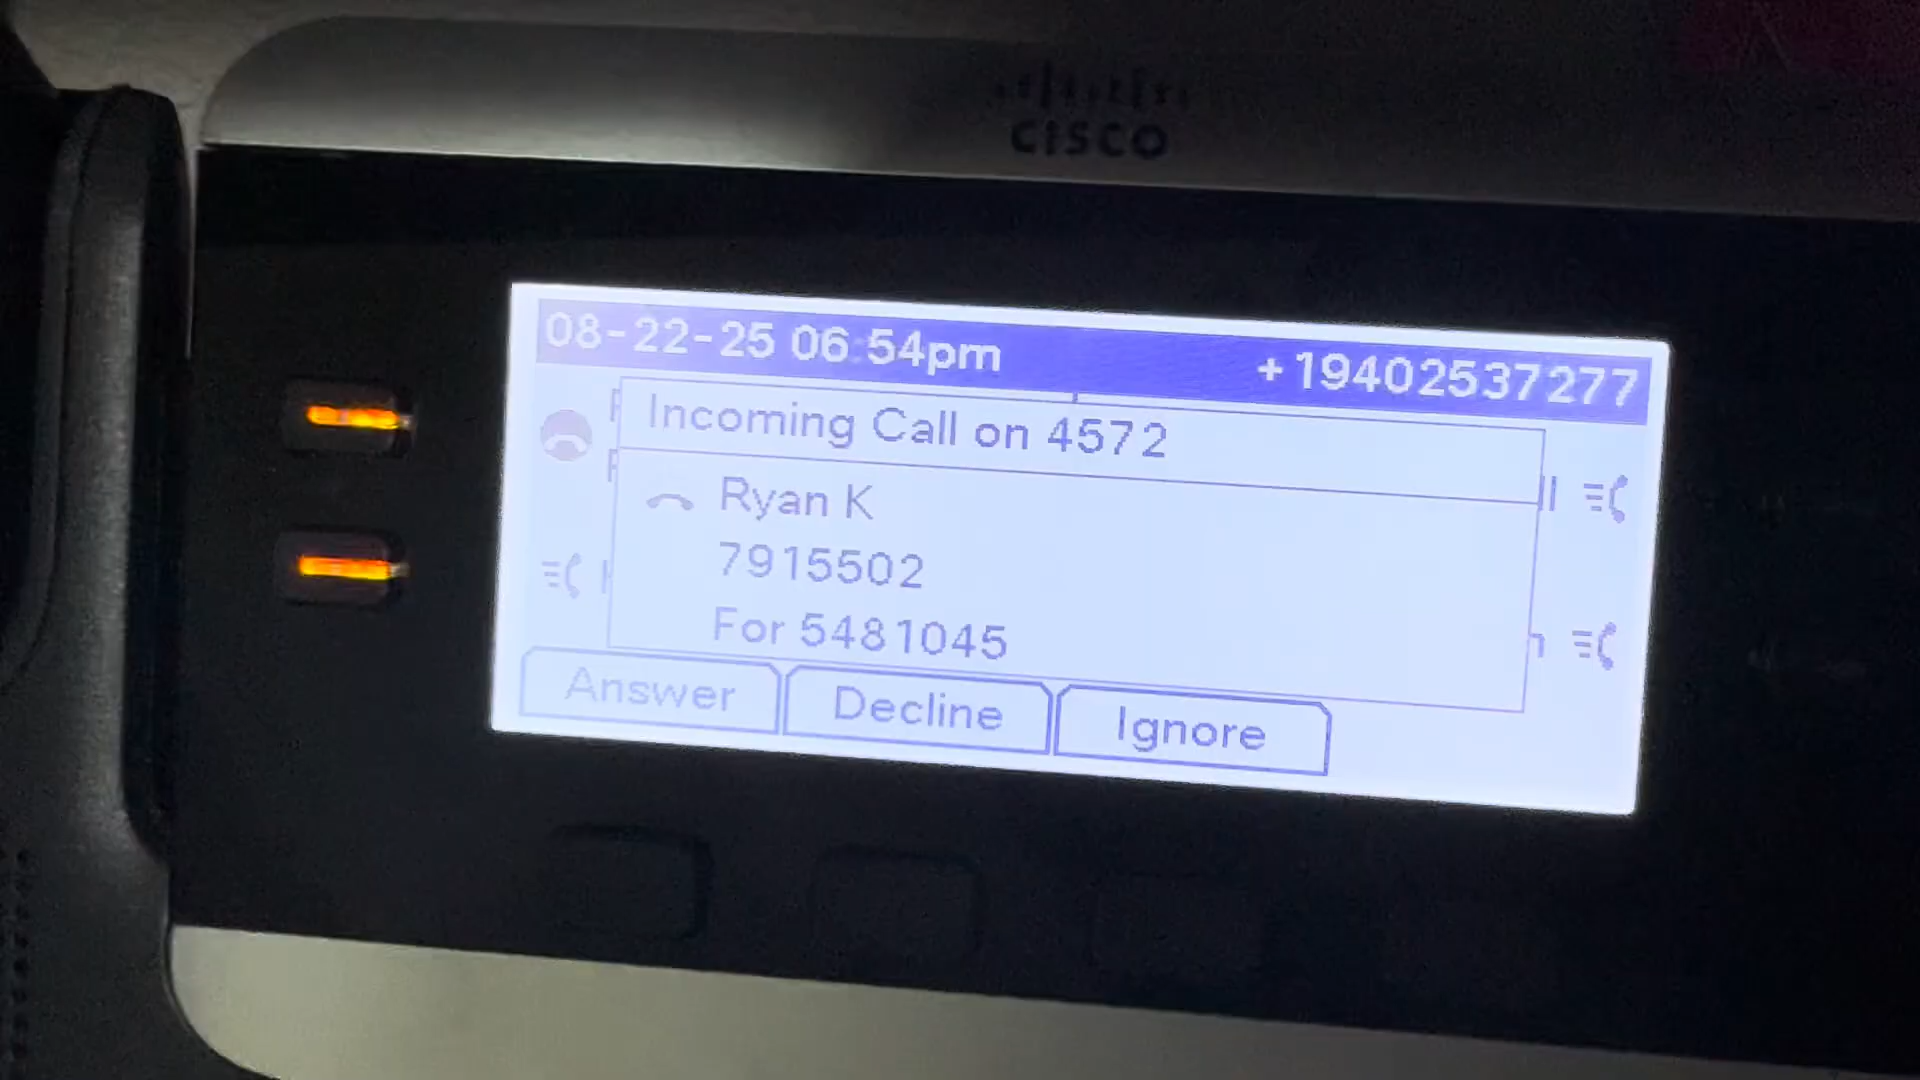 CISCO
08-22-25 06:54pm +19402537277
Incoming Call on 4572
Ryan K
7915502
For 5481045
Answer Decline Ignore